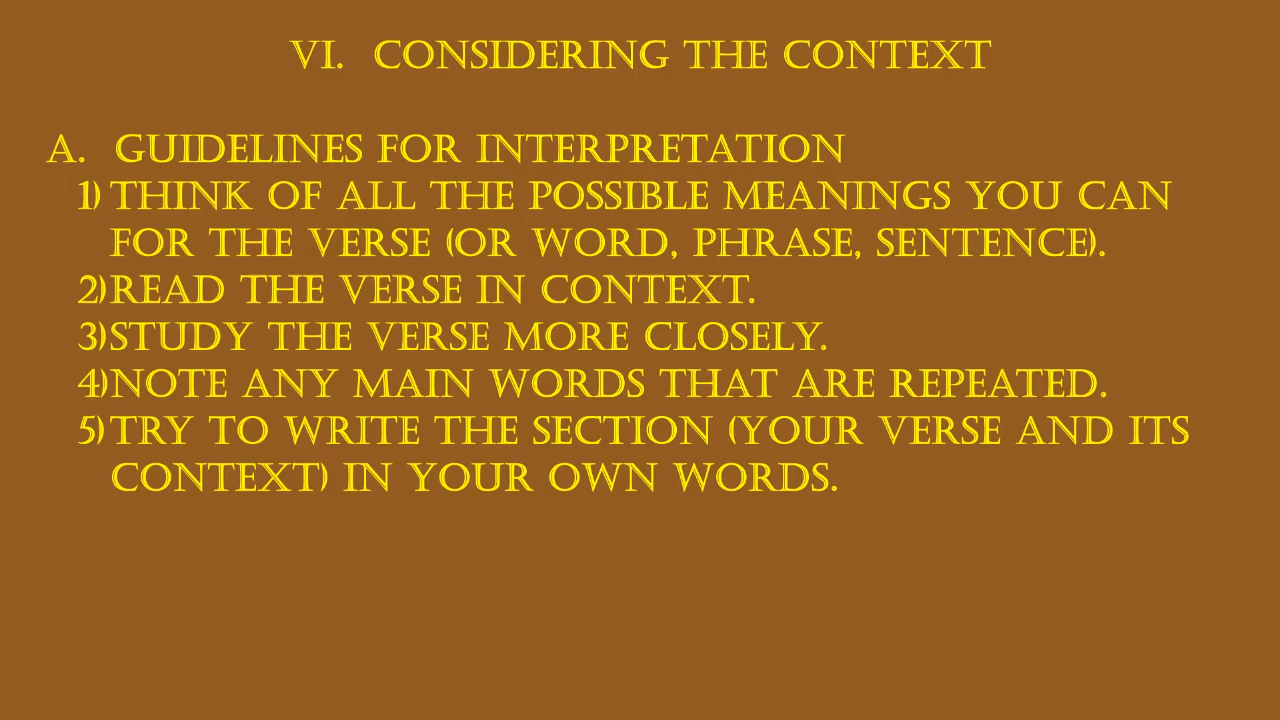 VI. CONSIDERING THE CONTEXT
A. GUIDELINES FOR INTERPRETATION
1) THINK OF ALL THE POSSIBLE MEANINGS YOU CAN
FOR THE VERSE (OR WORD, PHRASE, SENTENCE).
2) READ THE VERSE IN CONTEXT.
3) STUDY THE VERSE MORE CLOSELY.
4) NOTE ANY MAIN WORDS THAT ARE REPEATED.
5) TRY TO WRITE THE SECTION (YOUR VERSE AND ITS
CONTEXT) IN YOUR OWN WORDS.